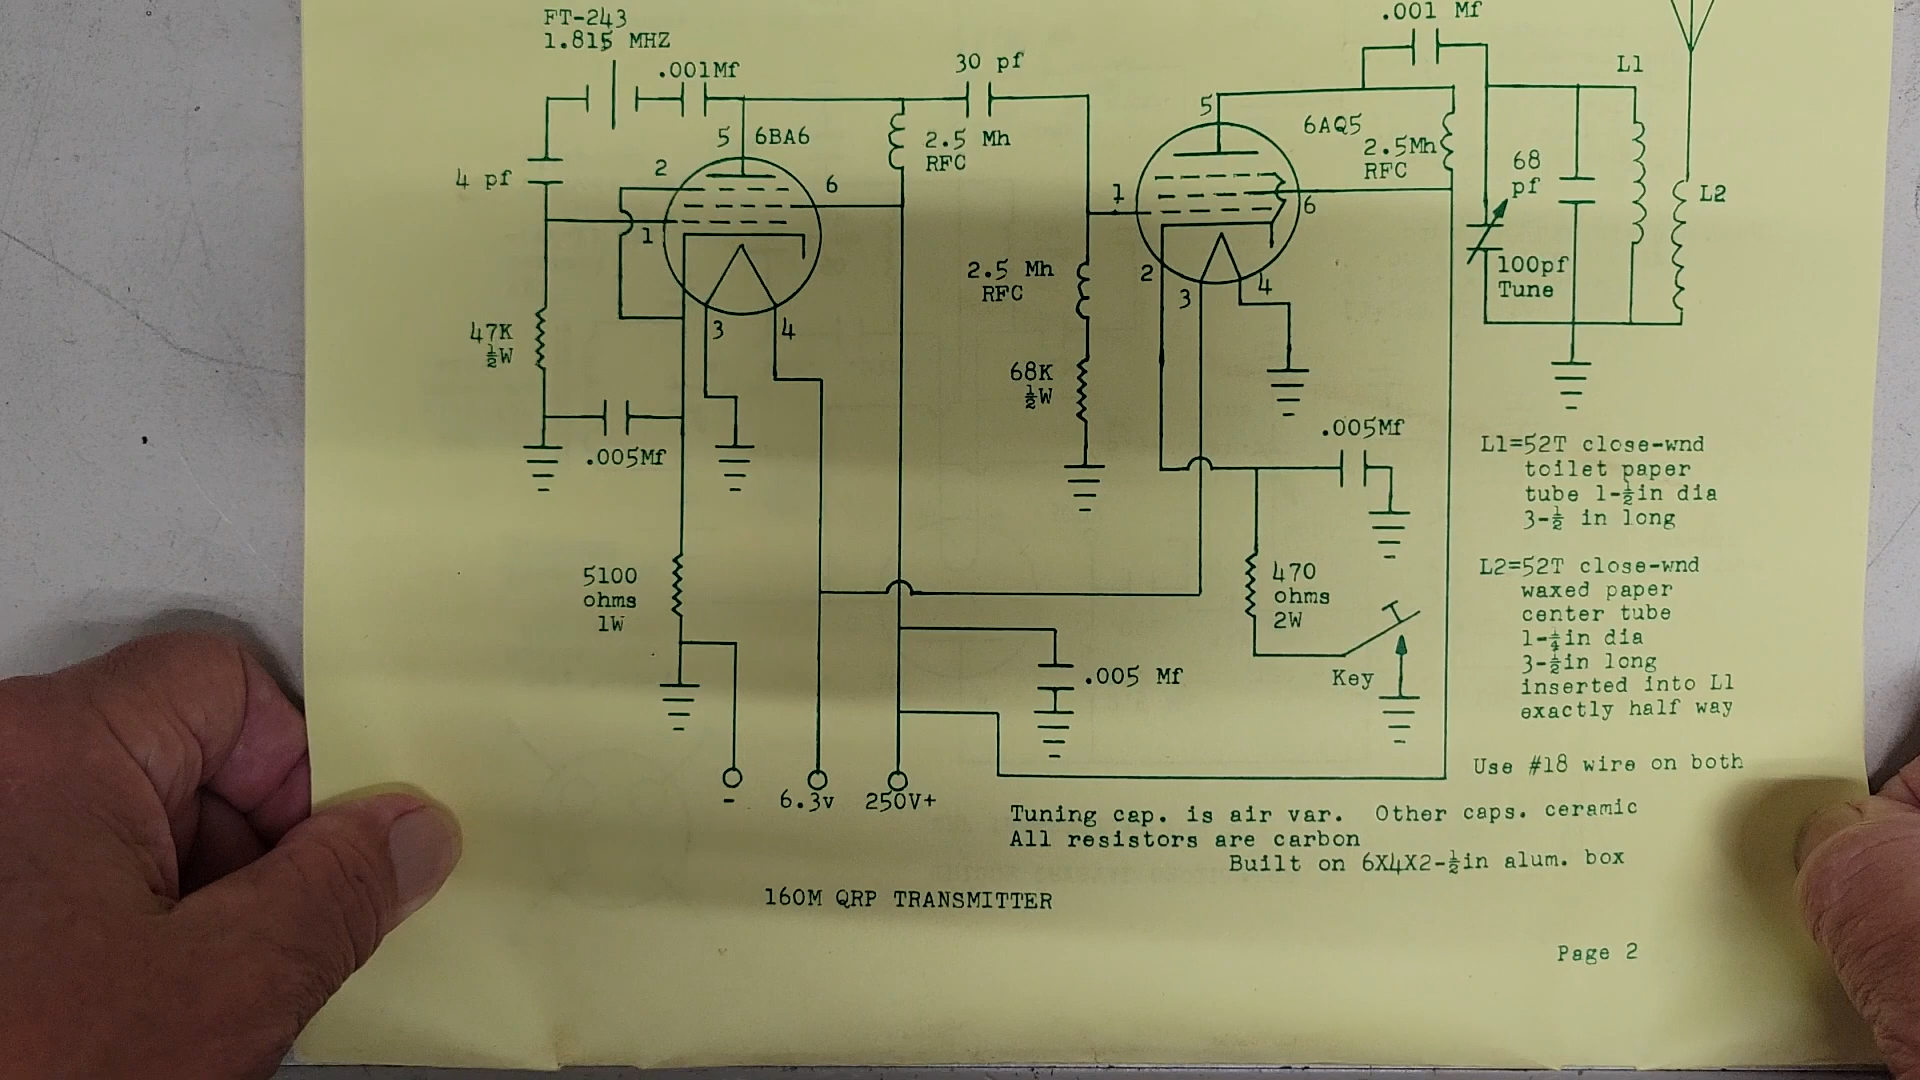 FT-243
1.815 MHZ
.001Mf
30 pf
.001 Mf
L1
5
6BA6
2
6
4 pf
1
2.5 Mh
RFC
5
6AQ5
2.5Mh
RFC
1
6
68
pf
L2
100pf
Tune
2.5 Mh
RFC
2
3
4
47K
½W
3
4
68K
½W
.005Mf
.005Mf
L1=52T close-wnd
toilet paper
tube 1-½in dia
3-½ in long
5100
ohms
1W
470
ohms
2W
L2=52T close-wnd
waxed paper
center tube
1-¼in dia
3-½in long
inserted into L1
exactly half way
.005 Mf
Key
Use #18 wire on both
-
6.3v
250V+
Tuning cap. is air var. Other caps. ceramic
All resistors are carbon
Built on 6X4X2-½in alum. box
160M QRP TRANSMITTER
Page 2